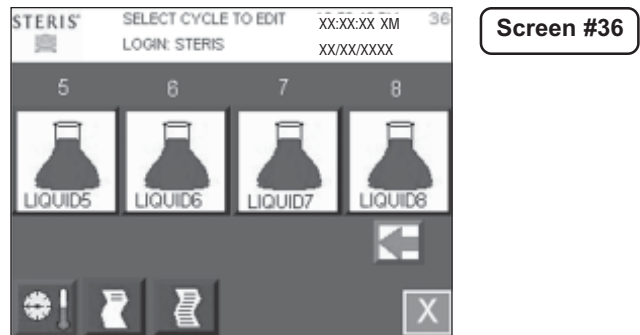 STERIS® SELECT CYCLE TO EDIT XX:XX:XX XM 36
LOGIN: STERIS XX/XX/XXXX
Screen #36
5 6 7 8
LIQUID5 LIQUID6 LIQUID7 LIQUID8
X